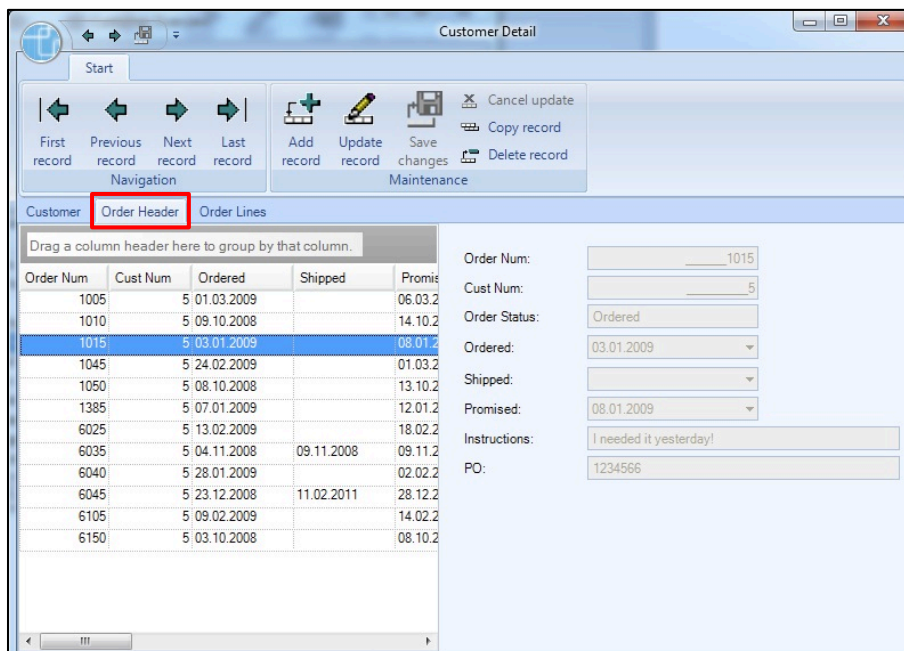 Customer Detail
Start
First record
Previous record
Next record
Last record
Navigation
Add record
Update record
Save changes
Cancel update
Copy record
Delete record
Maintenance
Customer Order Header Order Lines
Drag a column header here to group by that column.
Order Num Cust Num Ordered Shipped Promis
1005 5 01.03.2009 06.03.2
1010 5 09.10.2008 14.10.2
1015 5 03.01.2009 08.01.2
1045 5 24.02.2009 01.03.2
1050 5 08.10.2008 13.10.2
1385 5 07.01.2009 12.01.2
6025 5 13.02.2009 18.02.2
6035 5 04.11.2008 09.11.2008 09.11.2
6040 5 28.01.2009 02.02.2
6045 5 23.12.2008 11.02.2011 28.12.2
6105 5 09.02.2009 14.02.2
6150 5 03.10.2008 08.10.2
Order Num: ______1015
Cust Num: _________5
Order Status: Ordered
Ordered: 03.01.2009
Shipped:
Promised: 08.01.2009
Instructions: I needed it yesterday!
PO: 1234566